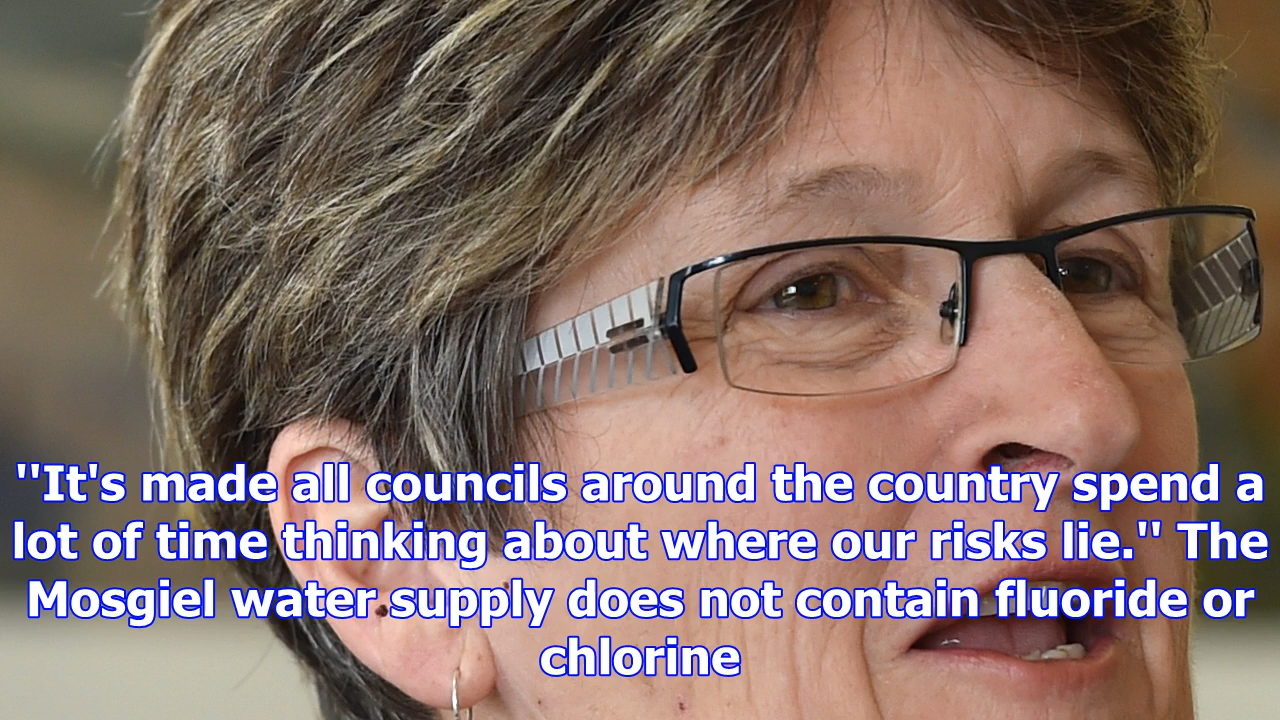 "It's made all councils around the country spend a
lot of time thinking about where our risks lie." The
Mosgiel water supply does not contain fluoride or
chlorine